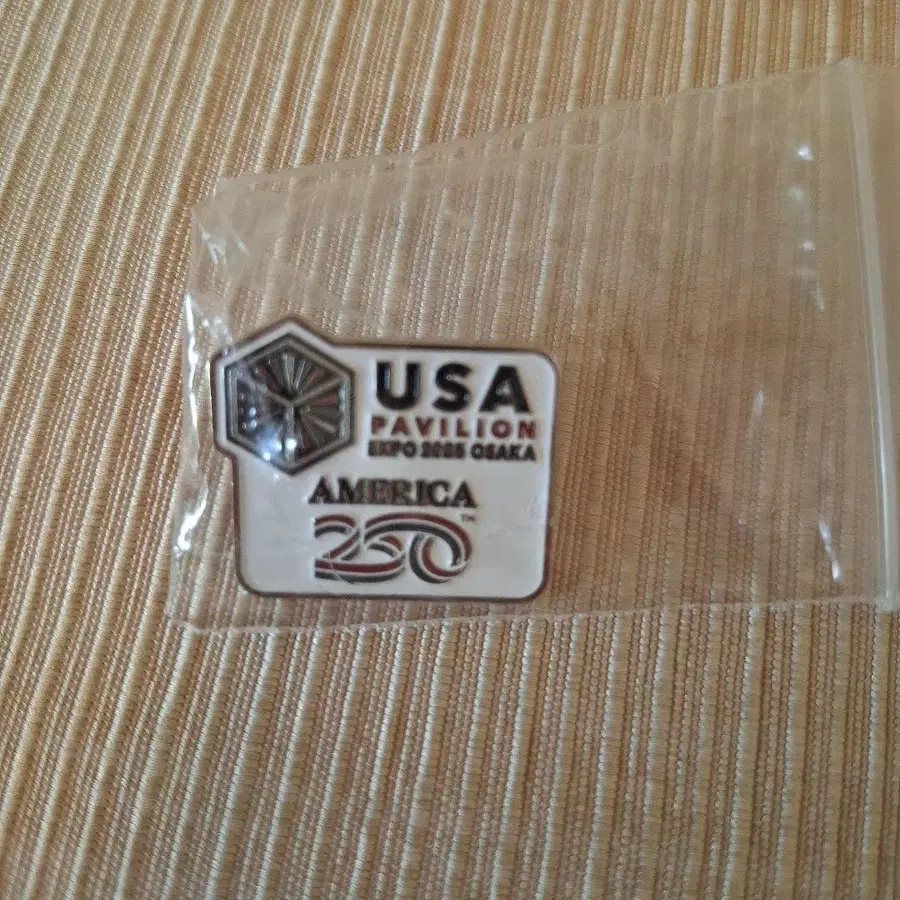 USA
PAVILION
EXPO 2025 OSAKA
AMERICA
250
TM